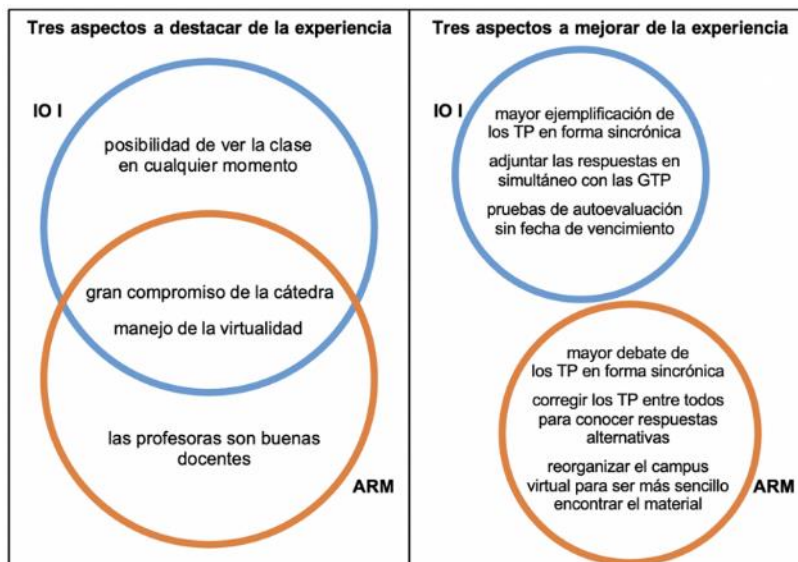 Tres aspectos a destacar de la experiencia
IO I
posibilidad de ver la clase
en cualquier momento
gran compromiso de la cátedra
manejo de la virtualidad
las profesoras son buenas
docentes
ARM
Tres aspectos a mejorar de la experiencia
IO I
mayor ejemplificación de
los TP en forma sincrónica
adjuntar las respuestas en
simultáneo con las GTP
pruebas de autoevaluación
sin fecha de vencimiento
mayor debate de
los TP en forma sincrónica
corregir los TP entre todos
para conocer respuestas
alternativas
reorganizar el campus
virtual para ser más sencillo
encontrar el material
ARM